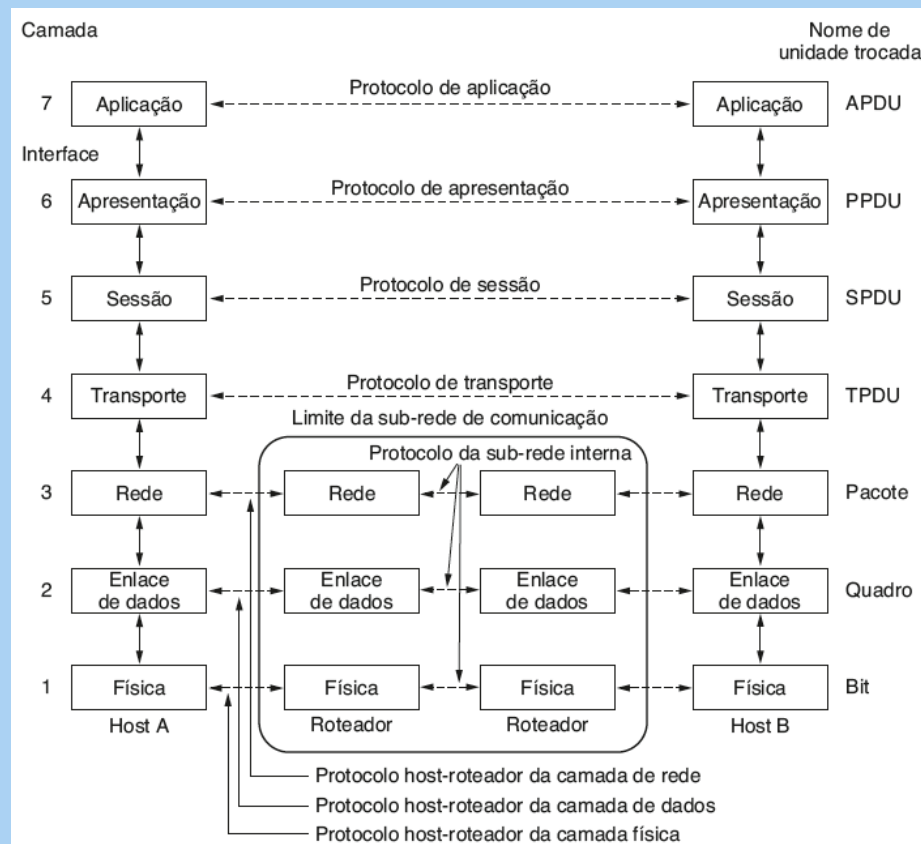 Camada
Nome de
unidade trocada
7
Aplicação
Protocolo de aplicação
Aplicação
APDU
Interface
6
Apresentação
Protocolo de apresentação
Apresentação
PPDU
5
Sessão
Protocolo de sessão
Sessão
SPDU
4
Transporte
Protocolo de transporte
Transporte
TPDU
Limite da sub-rede de comunicação
Protocolo da sub-rede interna
3
Rede
Rede
Rede
Rede
Pacote
2
Enlace
de dados
Enlace
de dados
Enlace
de dados
Enlace
de dados
Quadro
1
Física
Física
Física
Física
Bit
Host A
Roteador
Roteador
Host B
Protocolo host-roteador da camada de rede
Protocolo host-roteador da camada de dados
Protocolo host-roteador da camada física